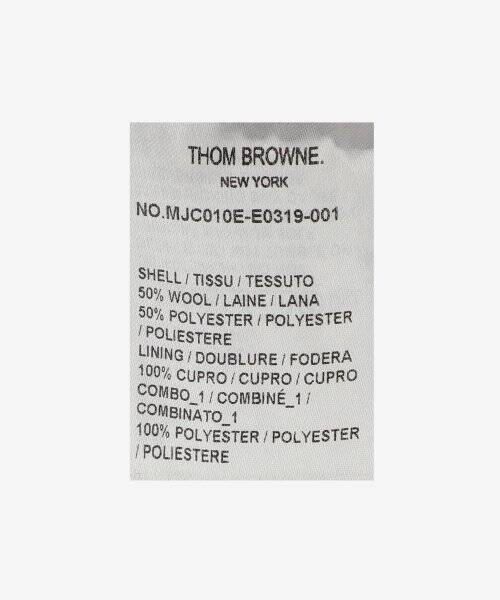 THOM BROWNE.
NEW YORK
NO.MJC010E-E0319-001
SHELL / TISSU / TESSUTO
50% WOOL / LAINE / LANA
50% POLYESTER / POLYESTER
/ POLIESTERE
LINING / DOUBLURE / FODERA
100% CUPRO / CUPRO / CUPRO
COMBO_1 / COMBINÉ_1 /
COMBINATO_1
100% POLYESTER / POLYESTER
/ POLIESTERE